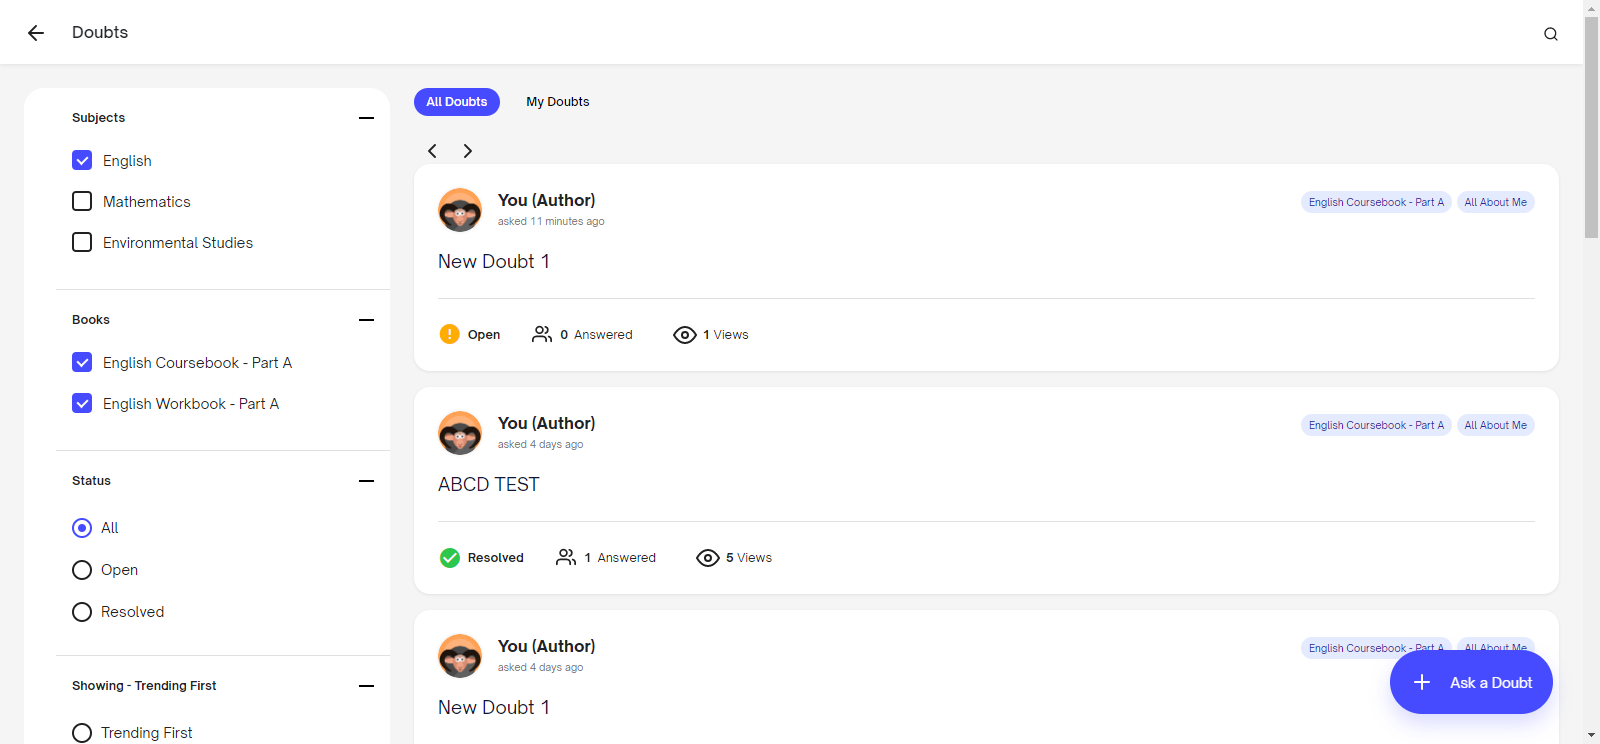 Doubts
Subjects
English
Mathematics
Environmental Studies
Books
English Coursebook - Part A
English Workbook - Part A
Status
All
Open
Resolved
Showing - Trending First
Trending First
All Doubts My Doubts
You (Author)
asked 11 minutes ago
English Coursebook - Part A All About Me
New Doubt 1
Open 0 Answered 1 Views
You (Author)
asked 4 days ago
English Coursebook - Part A All About Me
ABCD TEST
Resolved 1 Answered 5 Views
You (Author)
asked 4 days ago
English Coursebook - Part A All About Me
New Doubt 1
Ask a Doubt